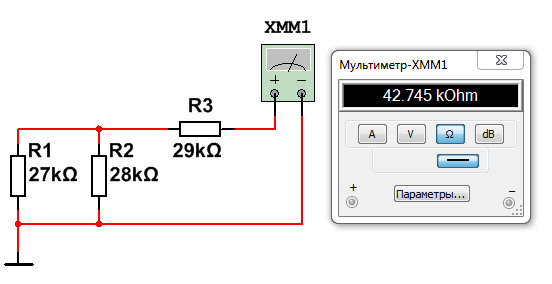 XMM1
+ −
R3
29kΩ
R1
27kΩ
R2
28kΩ
Мультиметр-XMM1
42.745 kOhm
A V Ω dB
+ −
Параметры...